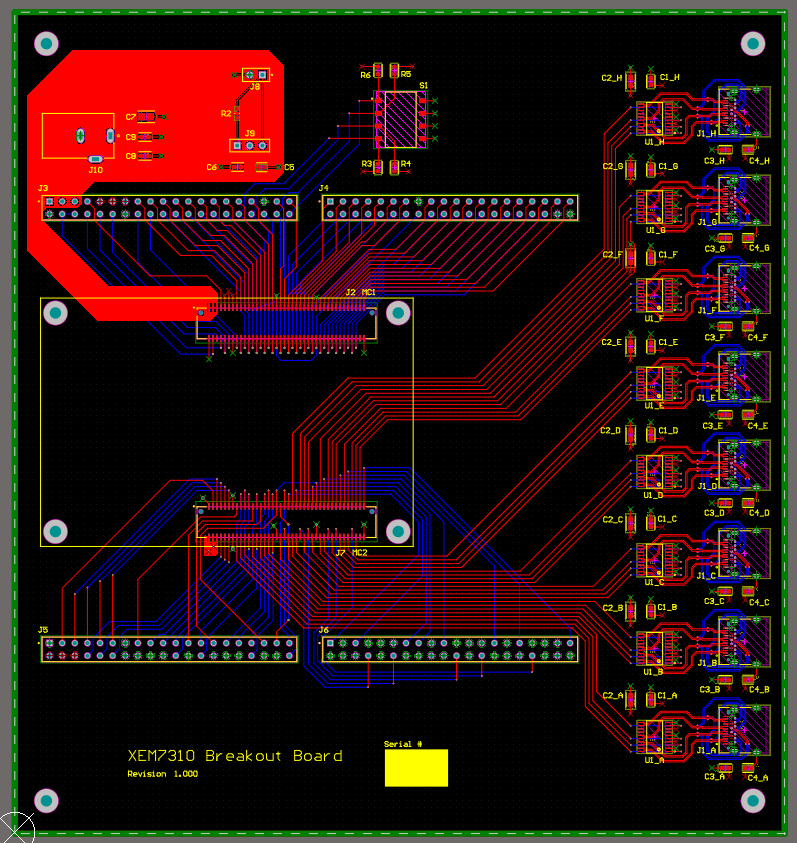 C2_H C1_H
R6 R5
J8
S1
R2
C7
J1_H
C9
J9
U1_H
C8
C3_H C4_H
J10
R3 R4
C6 C5
C2_G C1_G
J3 J4
J1_G
U1_G
C3_G C4_G
C2_F C1_F
J2 MC1
J1_F
U1_F
C3_F C4_F
C2_E C1_E
J1_E
U1_E
C3_E C4_E
C2_D C1_D
J1_D
U1_D
C3_D C4_D
C2_C C1_C
J7 MC2
J1_C
U1_C
C3_C C4_C
C2_B C1_B
J5 J6
J1_B
U1_B
C3_B C4_B
C2_A C1_A
Serial #
J1_A
XEM7310 Breakout Board
U1_A
Revision 1.000
C3_A C4_A